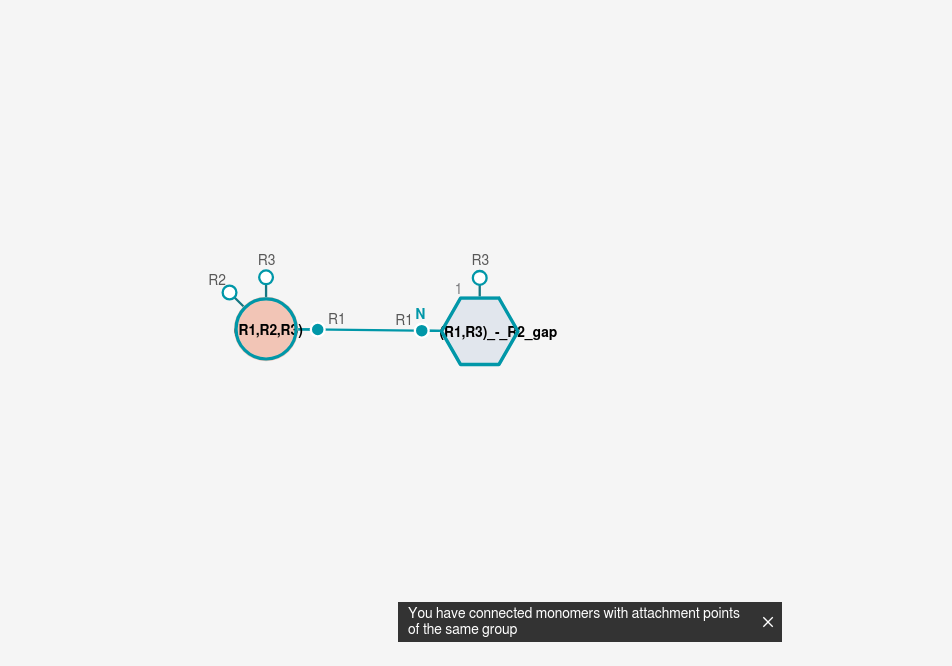 R3
R3
R2
1
N
R1
R1
(R1,R2,R3)
(R1,R3)_-_R2_gap
You have connected monomers with attachment points
of the same group